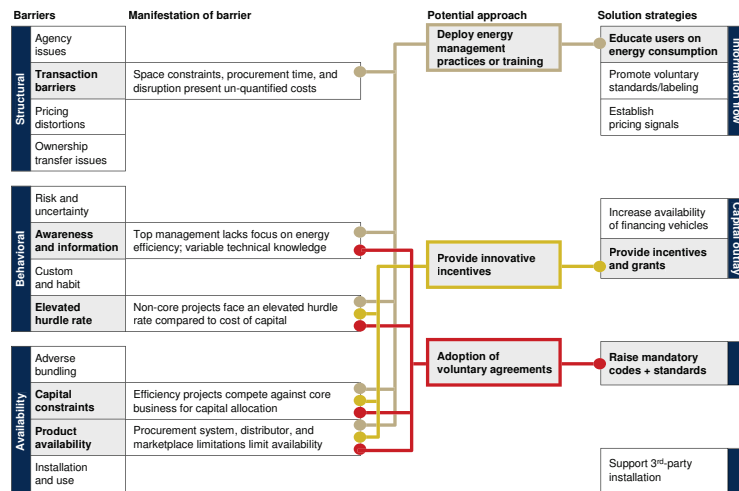 Barriers
Manifestation of barrier
Potential approach
Solution strategies
Structural
Agency
issues
Transaction
barriers
Space constraints, procurement time, and
disruption present un-quantified costs
Pricing
distortions
Ownership
transfer issues
Behavioral
Risk and
uncertainty
Awareness
and information
Top management lacks focus on energy
efficiency; variable technical knowledge
Custom
and habit
Elevated
hurdle rate
Non-core projects face an elevated hurdle
rate compared to cost of capital
Availability
Adverse
bundling
Capital
constraints
Efficiency projects compete against core
business for capital allocation
Product
availability
Procurement system, distributor, and
marketplace limitations limit availability
Installation
and use
Deploy energy
management
practices or training
Provide innovative
incentives
Adoption of
voluntary agreements
Educate users on
energy consumption
Promote voluntary
standards/labeling
Establish
pricing signals
Information flow
Increase availability
of financing vehicles
Provide incentives
and grants
Capital outlay
Raise mandatory
codes + standards
Support 3rd-party
installation